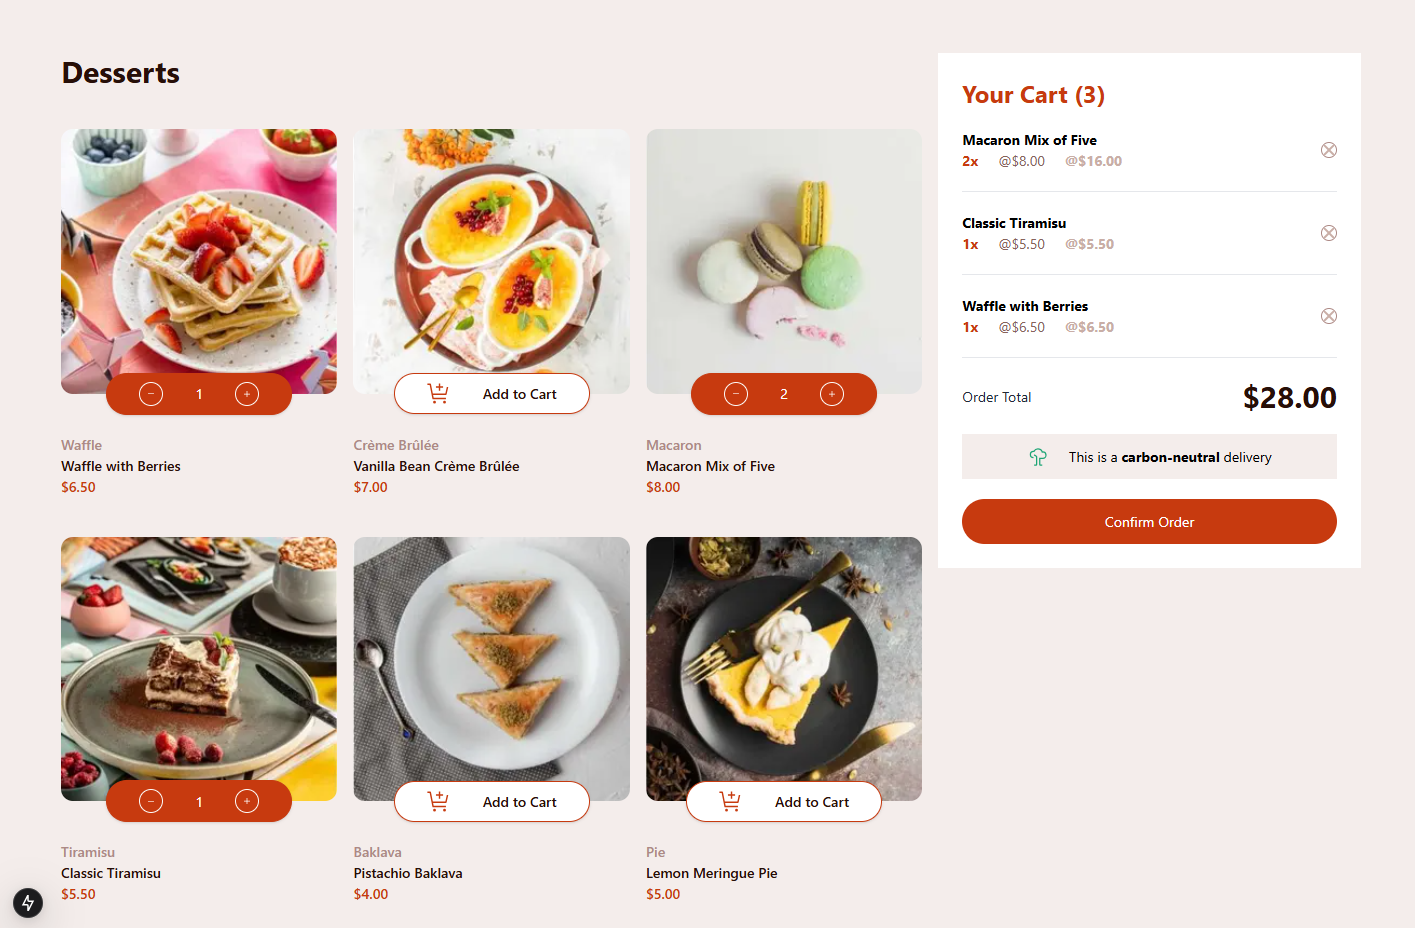 Desserts
1
Waffle
Waffle with Berries
$6.50
Add to Cart
Crème Brûlée
Vanilla Bean Crème Brûlée
$7.00
2
Macaron
Macaron Mix of Five
$8.00
1
Tiramisu
Classic Tiramisu
$5.50
Add to Cart
Baklava
Pistachio Baklava
$4.00
Add to Cart
Pie
Lemon Meringue Pie
$5.00
Your Cart (3)
Macaron Mix of Five
2x @$8.00 @$16.00
Classic Tiramisu
1x @$5.50 @$5.50
Waffle with Berries
1x @$6.50 @$6.50
Order Total $28.00
This is a carbon-neutral delivery
Confirm Order